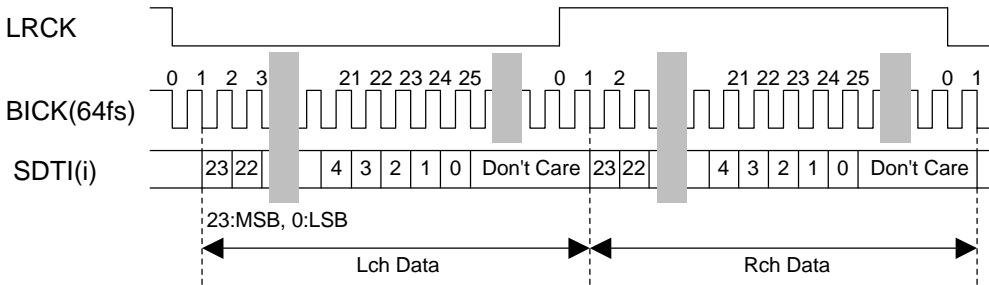 LRCK
0 1 2 3 21 22 23 24 25 0 1 2 21 22 23 24 25 0 1
BICK(64fs)
SDTI(i) 23 22 4 3 2 1 0 Don't Care 23 22 4 3 2 1 0 Don't Care
23:MSB, 0:LSB
Lch Data Rch Data